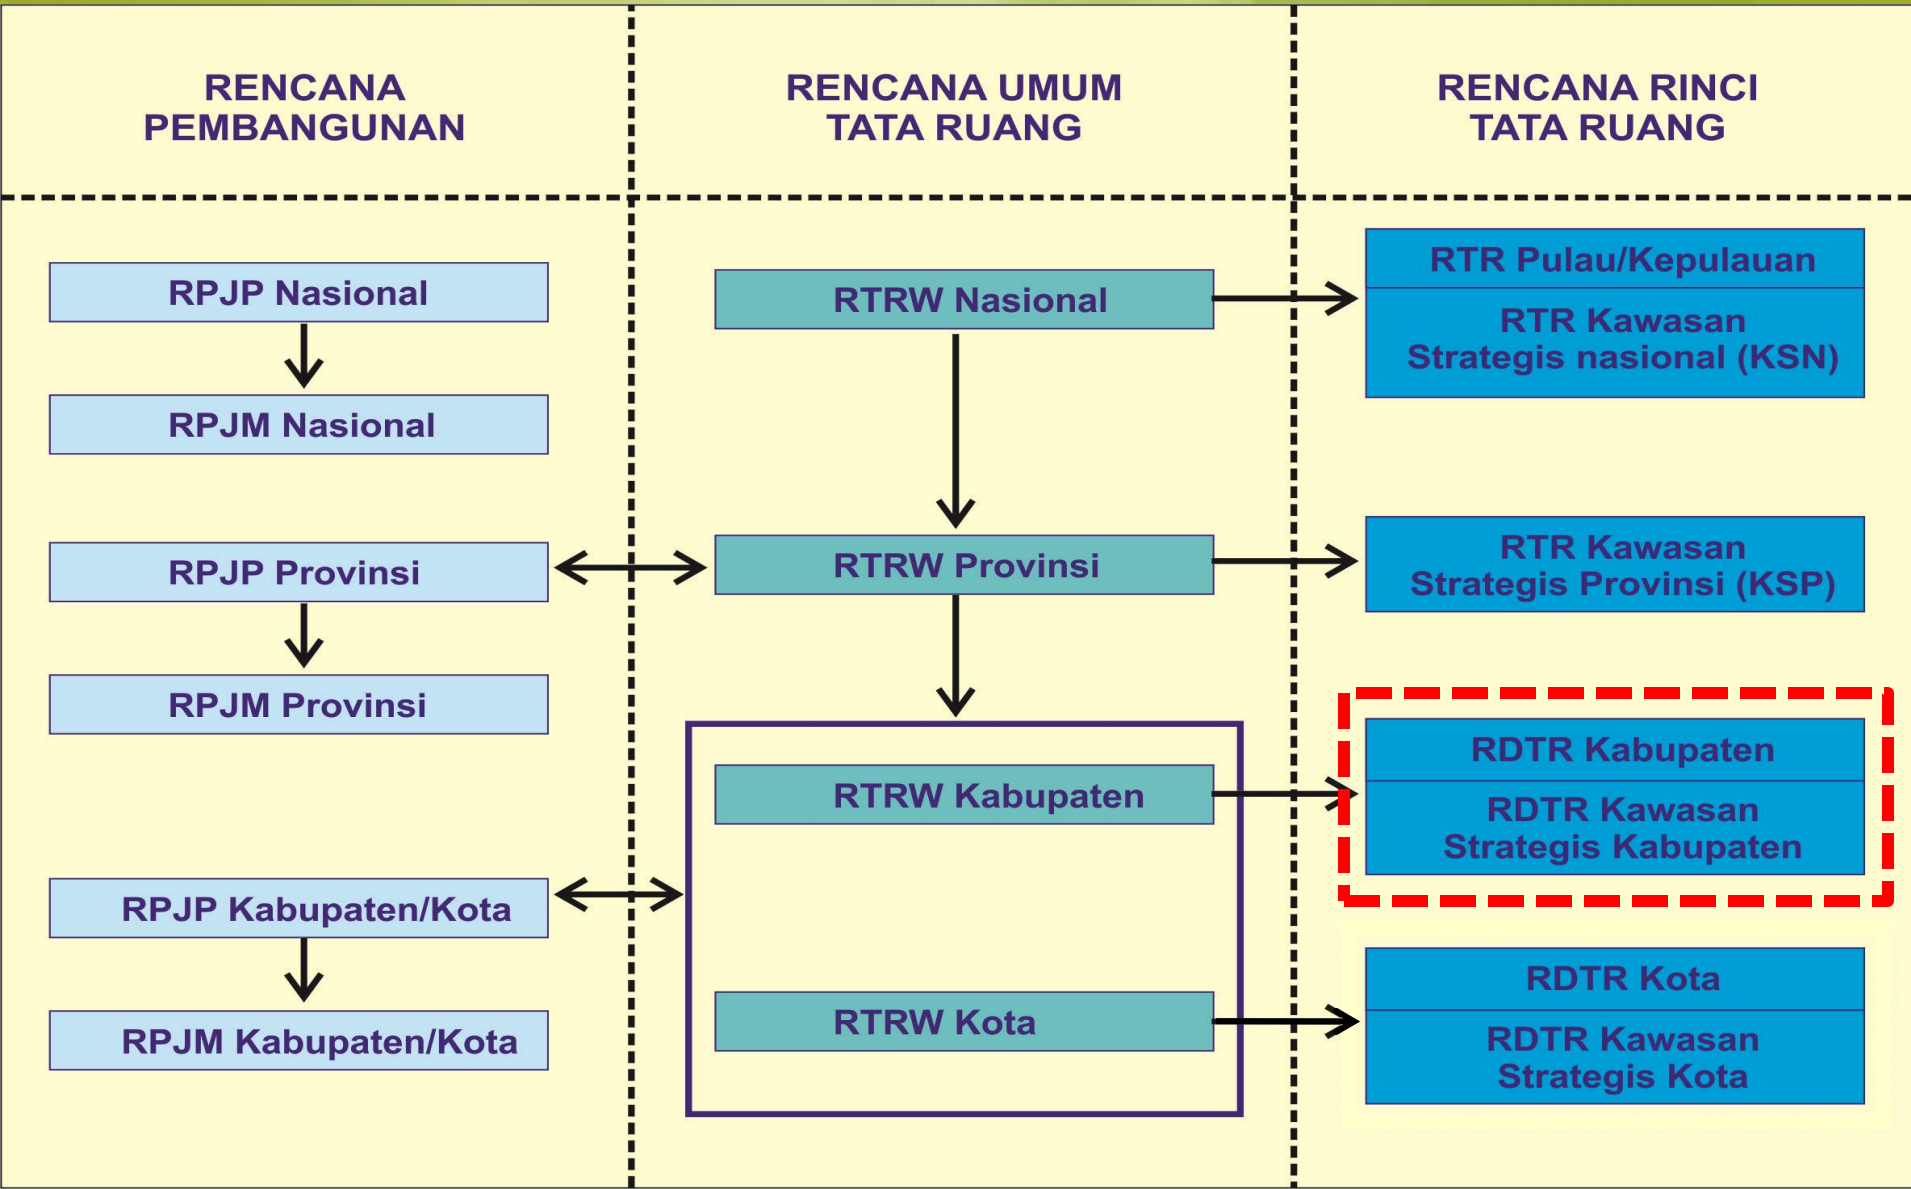 RENCANA
PEMBANGUNAN
RENCANA UMUM
TATA RUANG
RENCANA RINCI
TATA RUANG
RPJP Nasional
RPJM Nasional
RPJP Provinsi
RPJM Provinsi
RPJP Kabupaten/Kota
RPJM Kabupaten/Kota
RTRW Nasional
RTRW Provinsi
RTRW Kabupaten
RTRW Kota
RTR Pulau/Kepulauan
RTR Kawasan
Strategis nasional (KSN)
RTR Kawasan
Strategis Provinsi (KSP)
RDTR Kabupaten
RDTR Kawasan
Strategis Kabupaten
RDTR Kota
RDTR Kawasan
Strategis Kota